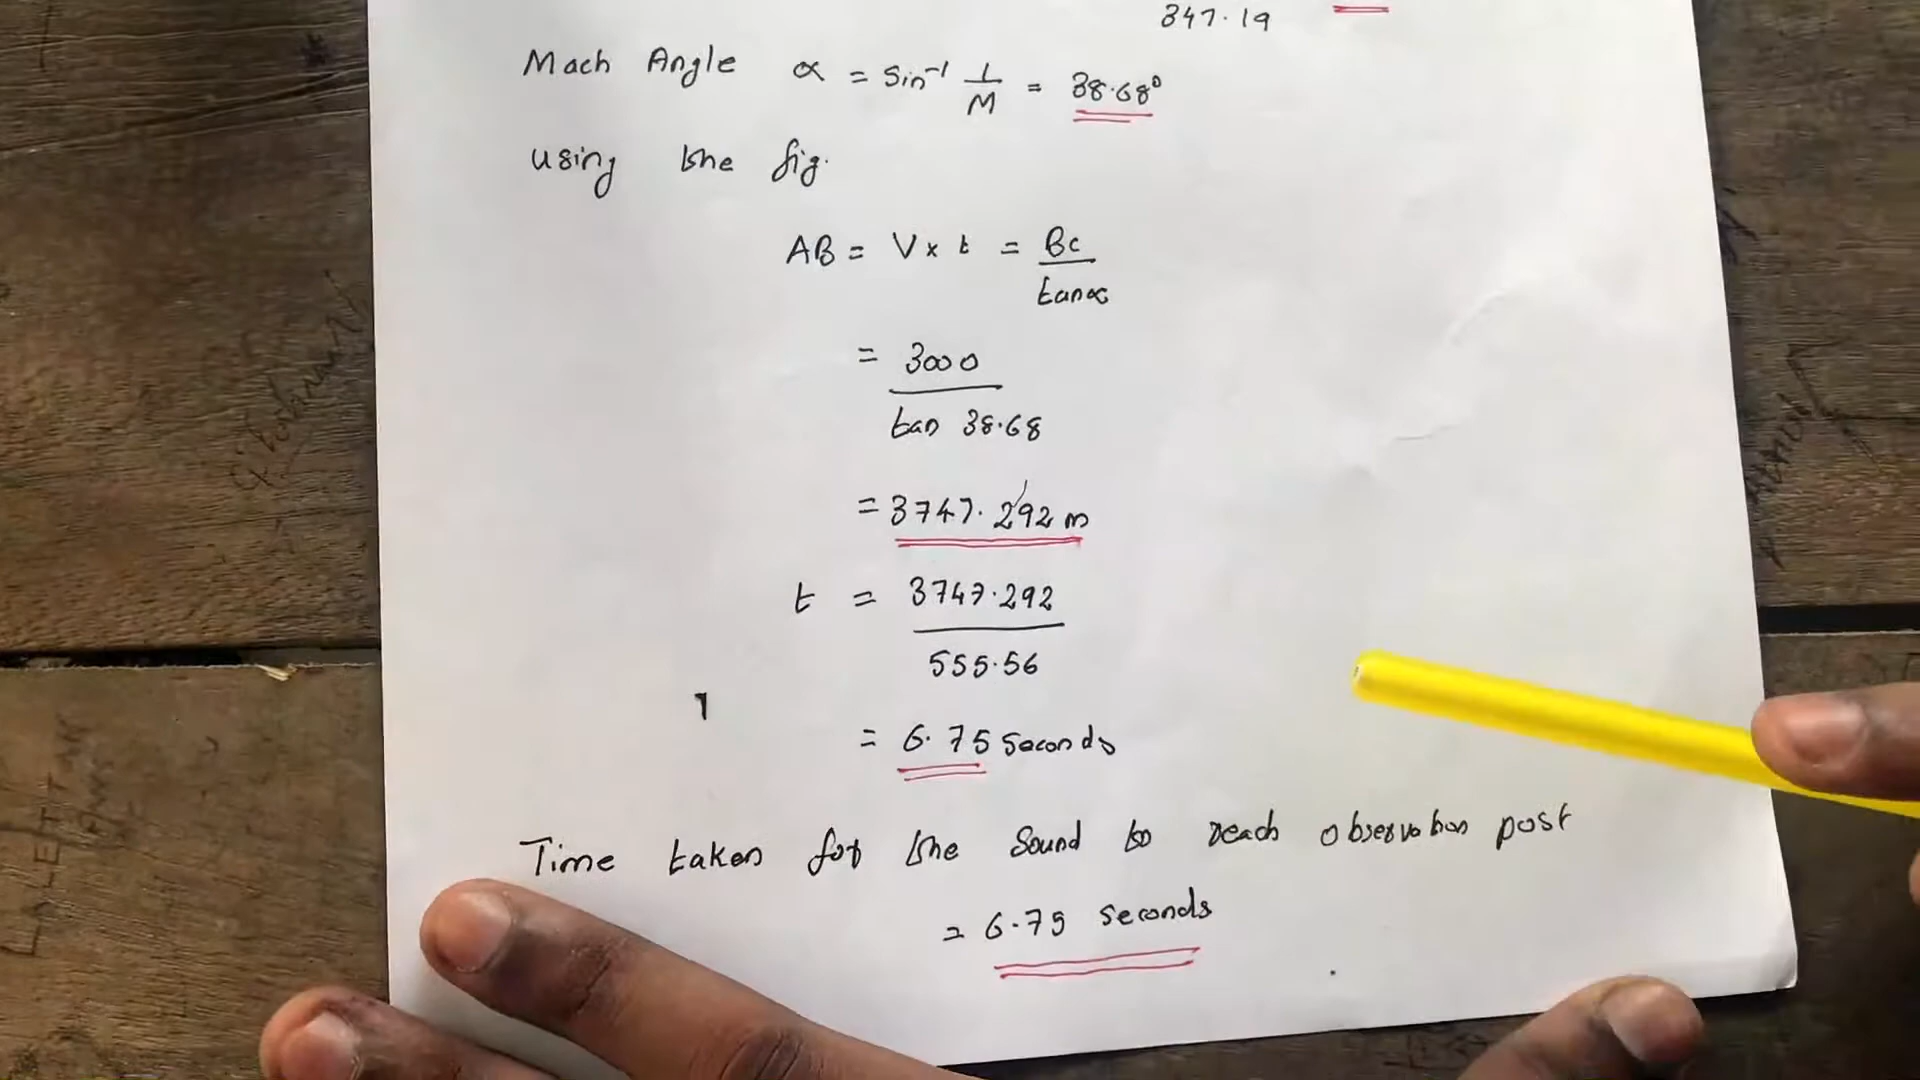 347.19
Mach Angle α = Sin⁻¹ 1/M = 38.68°
using the fig.
AB = V x t = BC/tanα
= 3000/tan 38.68
= 3747.292 m
t = 3747.292/555.56
= 6.75 seconds
Time taken for the sound to reach observation post
= 6.75 seconds